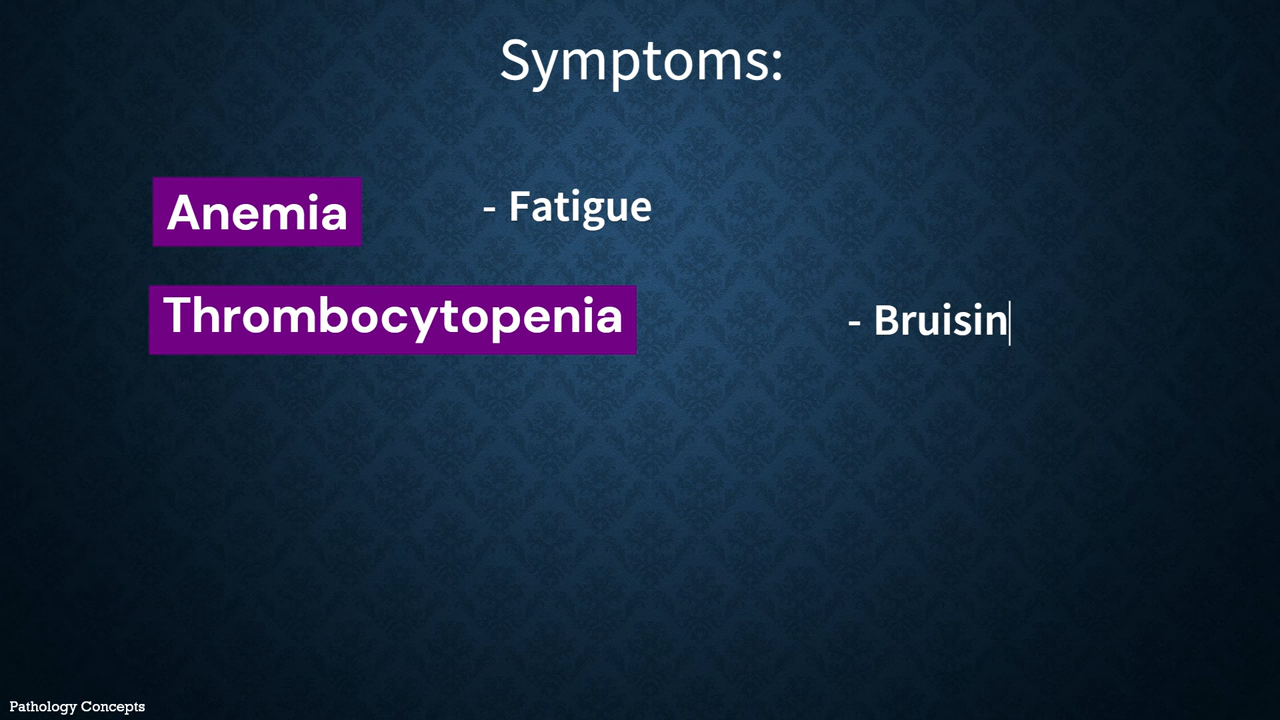 Symptoms:
Anemia - Fatigue
Thrombocytopenia - Bruisin
Pathology Concepts